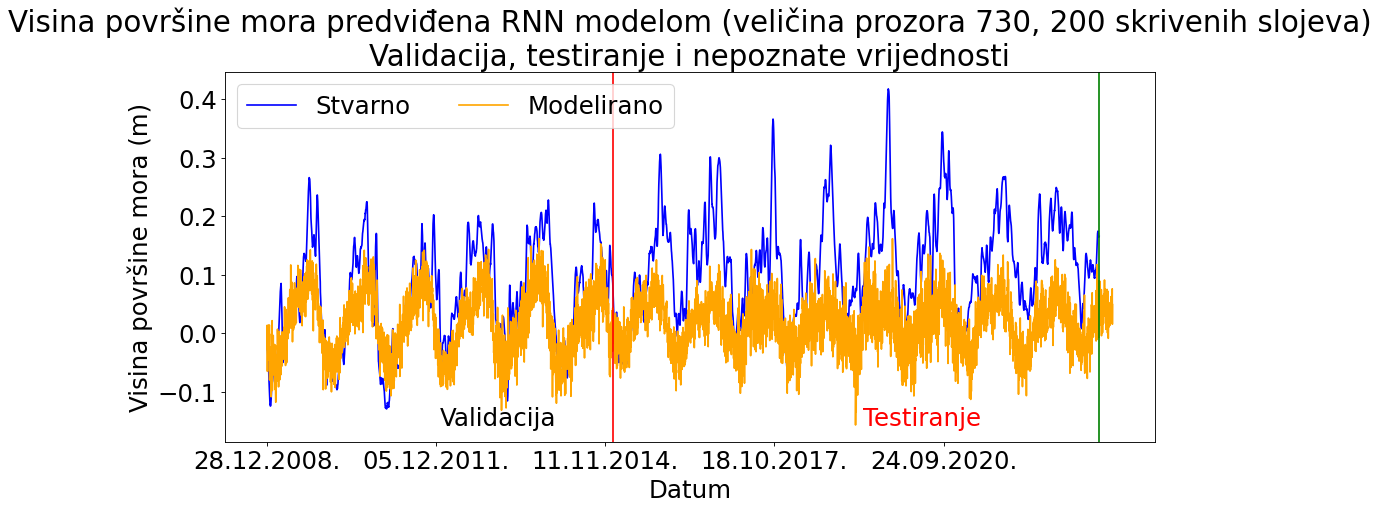 Visina površine mora predviđena RNN modelom (veličina prozora 730, 200 skrivenih slojeva)
Validacija, testiranje i nepoznate vrijednosti
Stvarno Modelirano
Visina površine mora (m)
0.4
0.3
0.2
0.1
0.0
−0.1
Validacija Testiranje
28.12.2008. 05.12.2011. 11.11.2014. 18.10.2017. 24.09.2020.
Datum